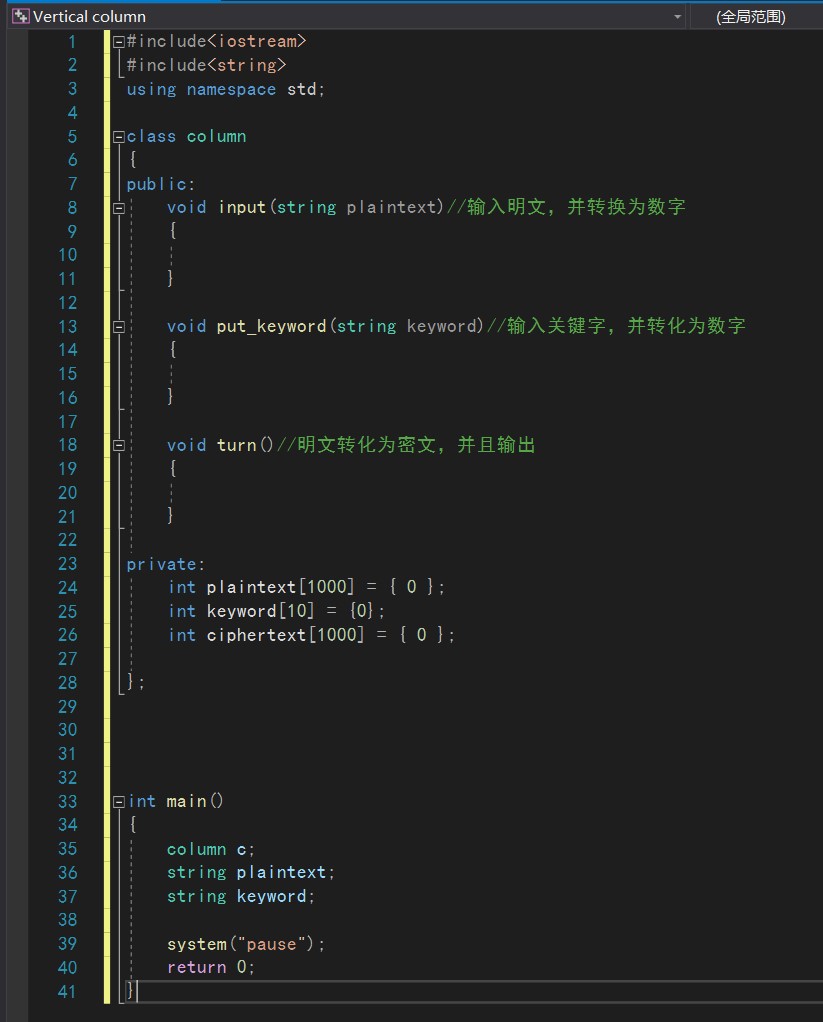 Vertical column (全局范围)
1 #include<iostream>
2 #include<string>
3 using namespace std;
4
5 class column
6 {
7 public:
8 void input(string plaintext)//输入明文，并转换为数字
9 {
10
11 }
12
13 void put_keyword(string keyword)//输入关键字，并转化为数字
14 {
15
16 }
17
18 void turn()//明文转化为密文，并且输出
19 {
20
21 }
22
23 private:
24 int plaintext[1000] = { 0 };
25 int keyword[10] = {0};
26 int ciphertext[1000] = { 0 };
27
28 };
29
30
31
32
33 int main()
34 {
35 column c;
36 string plaintext;
37 string keyword;
38
39 system("pause");
40 return 0;
41 }